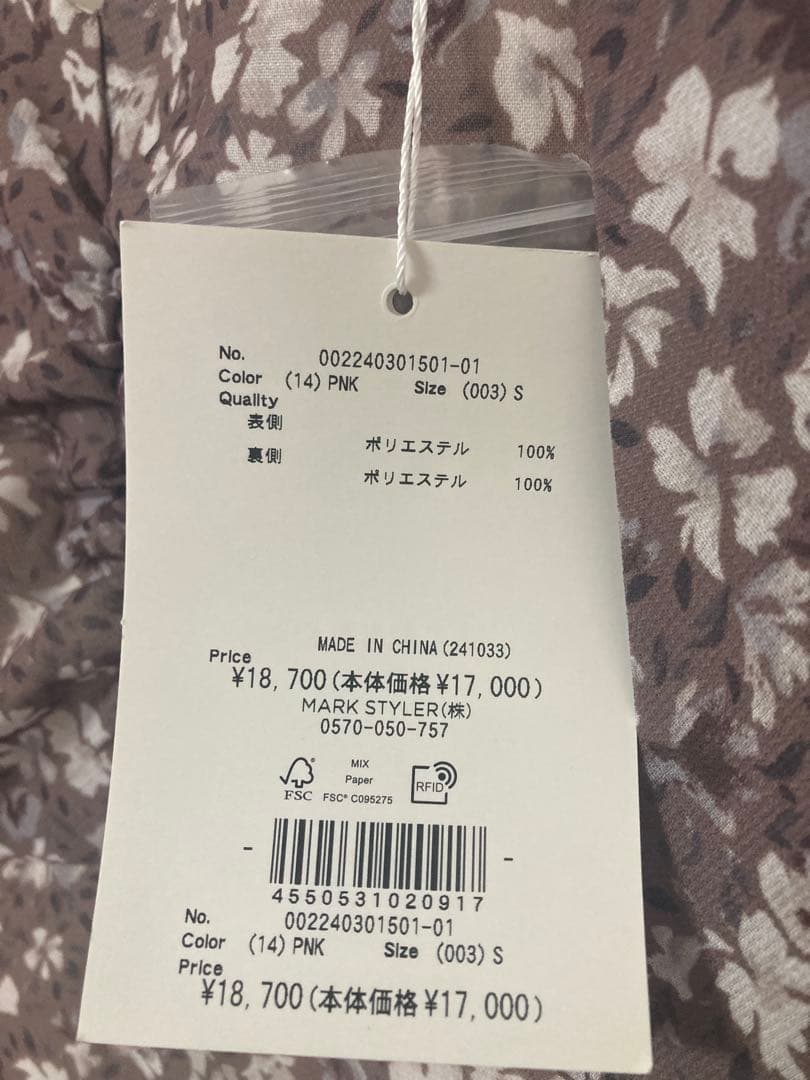 No. 002240301501-01
Color (14) PNK Size (003) S
Quality
表側
ポリエステル 100%
裏側
ポリエステル 100%
MADE IN CHINA(241033)
Price
¥18,700(本体価格¥17,000)
MARK STYLER(株)
0570-050-757
FSC
MIX
Paper
FSC® C095275
RFID
4550531020917
No. 002240301501-01
Color (14) PNK Size (003) S
Price
¥18,700(本体価格¥17,000)